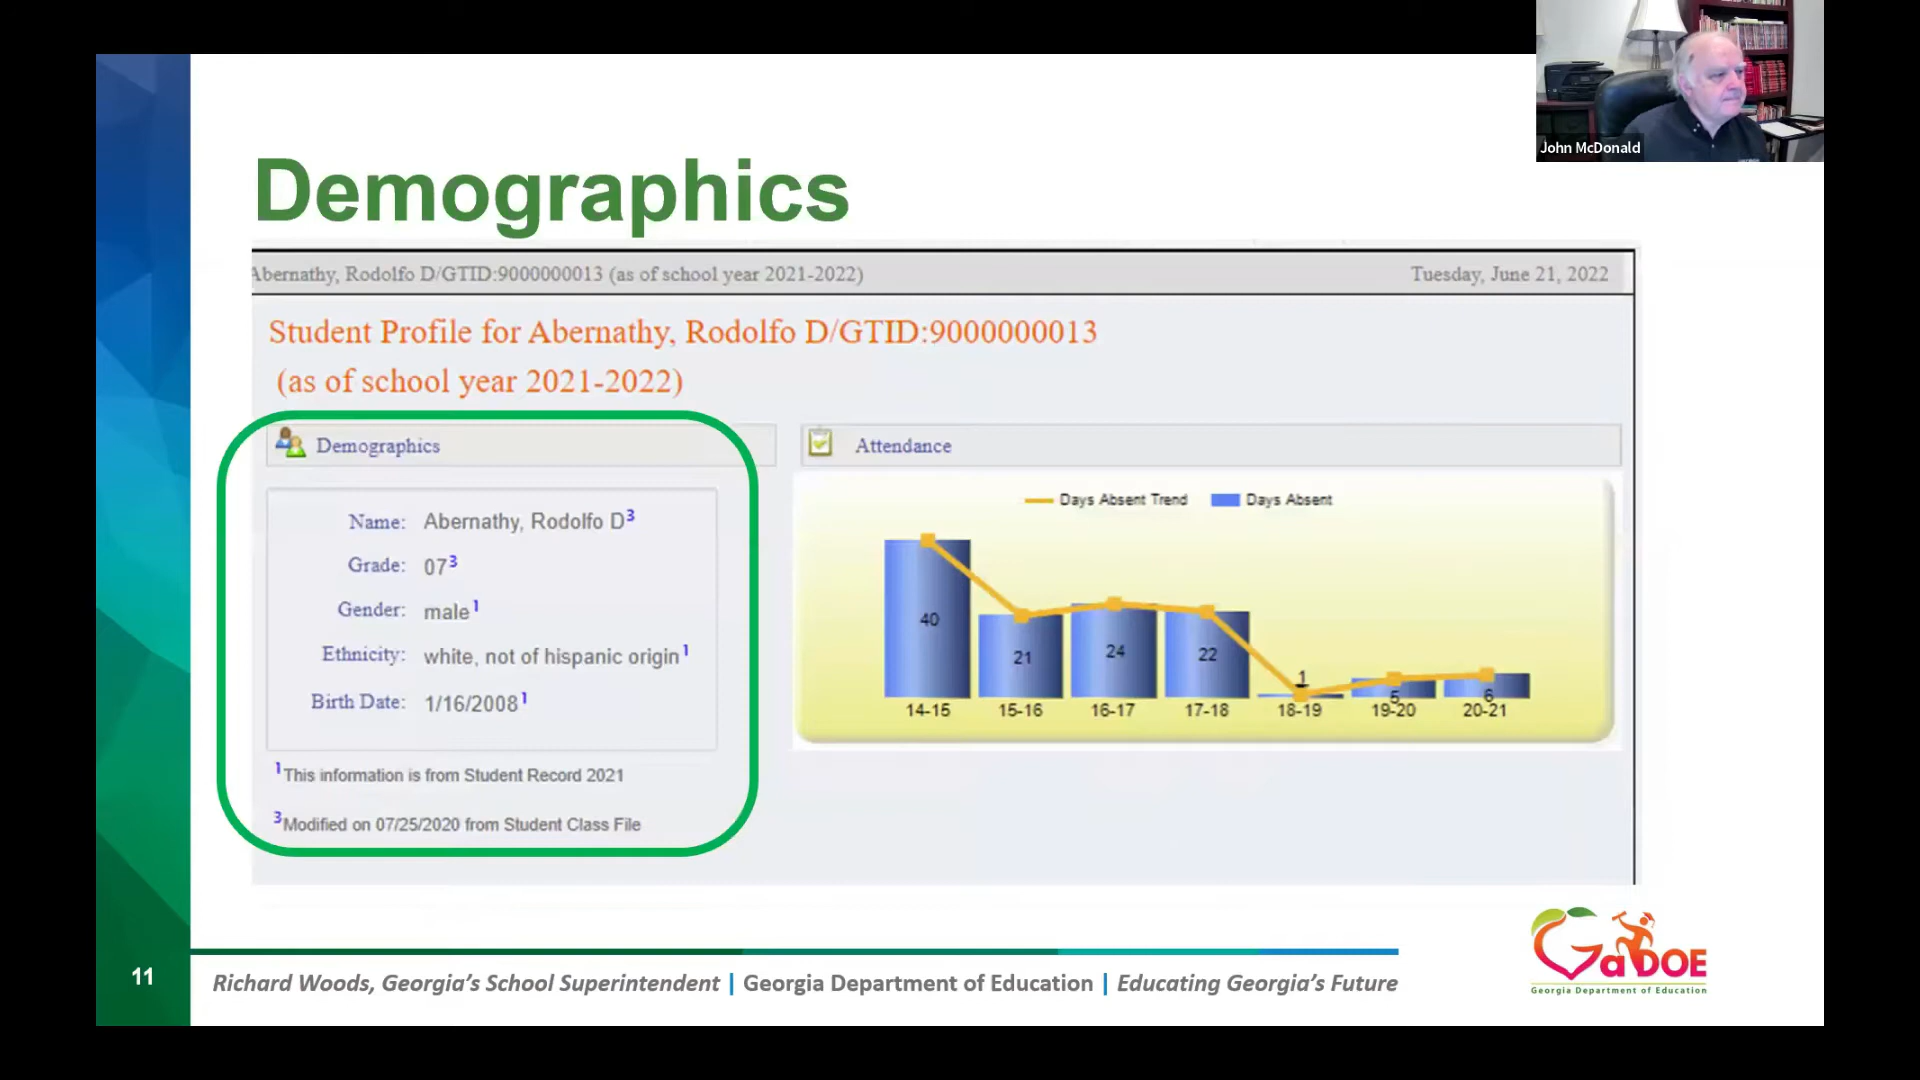 John McDonald
Demographics
Abernathy, Rodolfo D/GTID:9000000013 (as of school year 2021-2022) Tuesday, June 21, 2022
Student Profile for Abernathy, Rodolfo D/GTID:9000000013
(as of school year 2021-2022)
Demographics
Name: Abernathy, Rodolfo D3
Grade: 073
Gender: male1
Ethnicity: white, not of hispanic origin1
Birth Date: 1/16/20081
1This information is from Student Record 2021
3Modified on 07/25/2020 from Student Class File
Attendance
Days Absent Trend Days Absent
40 21 24 22 1 5 6
14-15 15-16 16-17 17-18 18-19 19-20 20-21
11
Richard Woods, Georgia's School Superintendent | Georgia Department of Education | Educating Georgia's Future
GaDOE
Georgia Department of Education